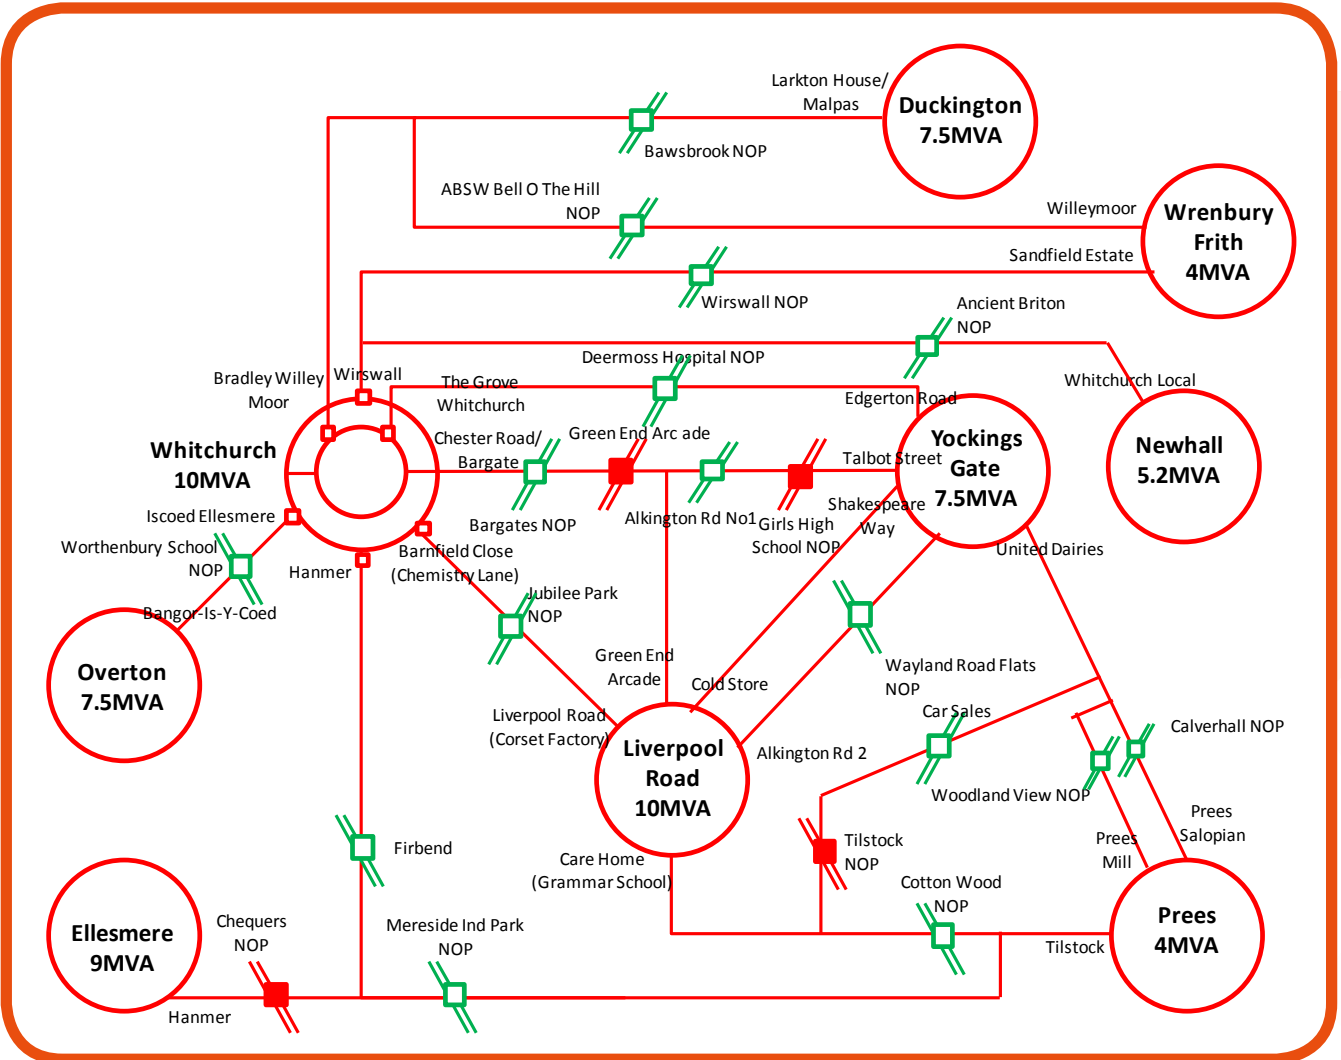 Larkton House/
Malpas
Duckington
7.5MVA
Bawsbrook NOP
ABSW Bell O The Hill
NOP
Willeymoor
Wrenbury
Frith
4MVA
Sandfield Estate
Wirswall NOP
Ancient Briton
NOP
Deermoss Hospital NOP
Bradley Willey
Moor
Wirswall
The Grove
Whitchurch
Edgerton Road
Whitchurch Local
Whitchurch
10MVA
Chester Road/
Bargate
Green End Arc ade
Talbot Street
Yockings
Gate
7.5MVA
Newhall
5.2MVA
Iscoed Ellesmere
Bargates NOP
Alkington Rd No1
Girls High
School NOP
Shakespeare
Way
Worthenbury School
NOP
Hanmer
Barnfield Close
(Chemistry Lane)
United Dairies
Bangor-Is-Y-Coed
Jubilee Park
NOP
Overton
7.5MVA
Green End
Arcade
Cold Store
Wayland Road Flats
NOP
Liverpool Road
(Corset Factory)
Liverpool
Road
10MVA
Alkington Rd 2
Car Sales
Calverhall NOP
Woodland View NOP
Prees
Salopian
Prees
Mill
Firbend
Tilstock
NOP
Care Home
(Grammar School)
Cotton Wood
NOP
Ellesmere
9MVA
Chequers
NOP
Mereside Ind Park
NOP
Tilstock
Prees
4MVA
Hanmer